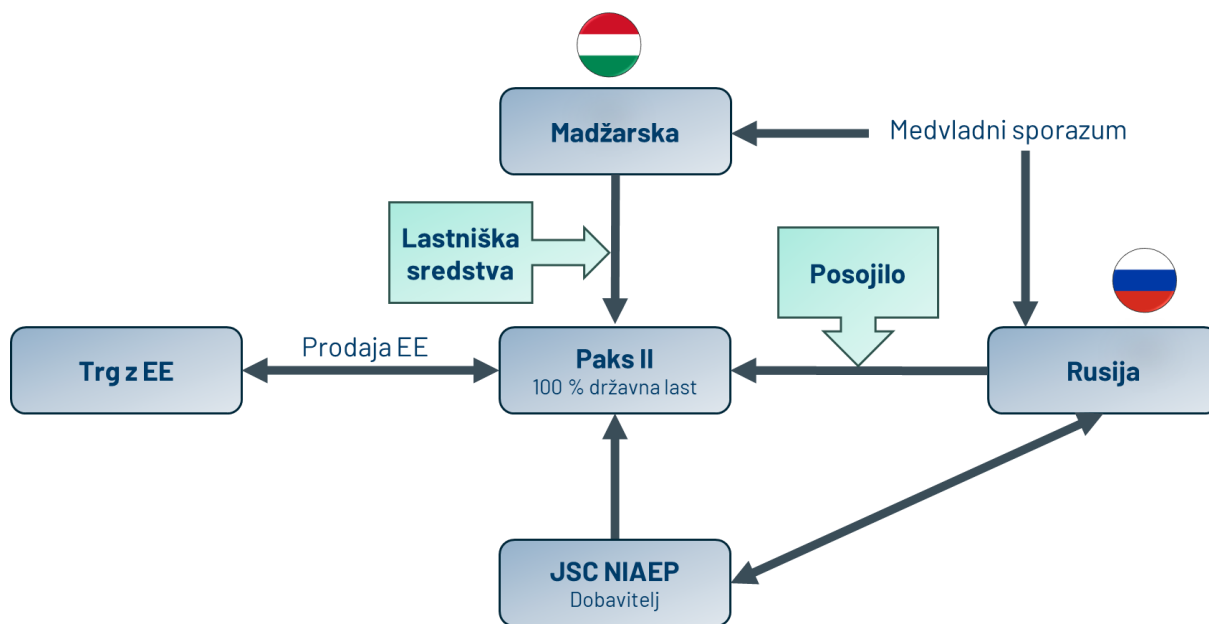 Madžarska
Medvladni sporazum
Lastniška
sredstva
Posojilo
Trg z EE
Prodaja EE
Paks II
100 % državna last
Rusija
JSC NIAEP
Dobavitelj